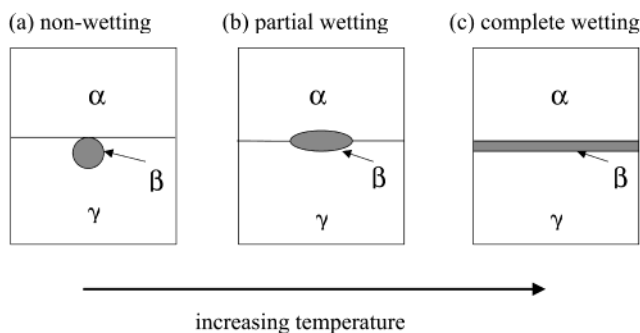 (a) non-wetting
(b) partial wetting
(c) complete wetting
α
β
γ
α
β
γ
α
β
γ
increasing temperature